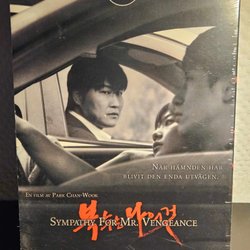 NÄR HÄMNDEN HAR
BLIVIT DEN ENDA UTVÄGEN.
EN FILM AV PARK CHAN-WOOK
복수는 나의 것
SYMPATHY FOR MR. VENGEANCE